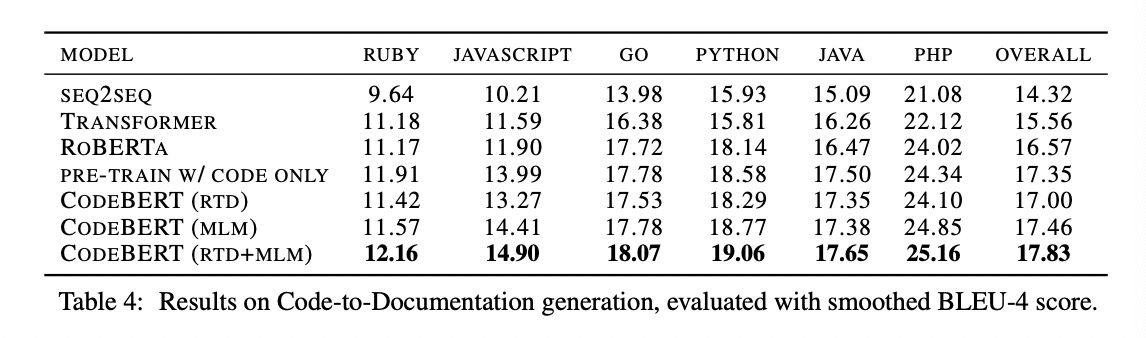 MODEL RUBY JAVASCRIPT GO PYTHON JAVA PHP OVERALL
SEQ2SEQ 9.64 10.21 13.98 15.93 15.09 21.08 14.32
TRANSFORMER 11.18 11.59 16.38 15.81 16.26 22.12 15.56
ROBERTA 11.17 11.90 17.72 18.14 16.47 24.02 16.57
PRE-TRAIN W/ CODE ONLY 11.91 13.99 17.78 18.58 17.50 24.34 17.35
CODEBERT (RTD) 11.42 13.27 17.53 18.29 17.35 24.10 17.00
CODEBERT (MLM) 11.57 14.41 17.78 18.77 17.38 24.85 17.46
CODEBERT (RTD+MLM) 12.16 14.90 18.07 19.06 17.65 25.16 17.83
Table 4: Results on Code-to-Documentation generation, evaluated with smoothed BLEU-4 score.